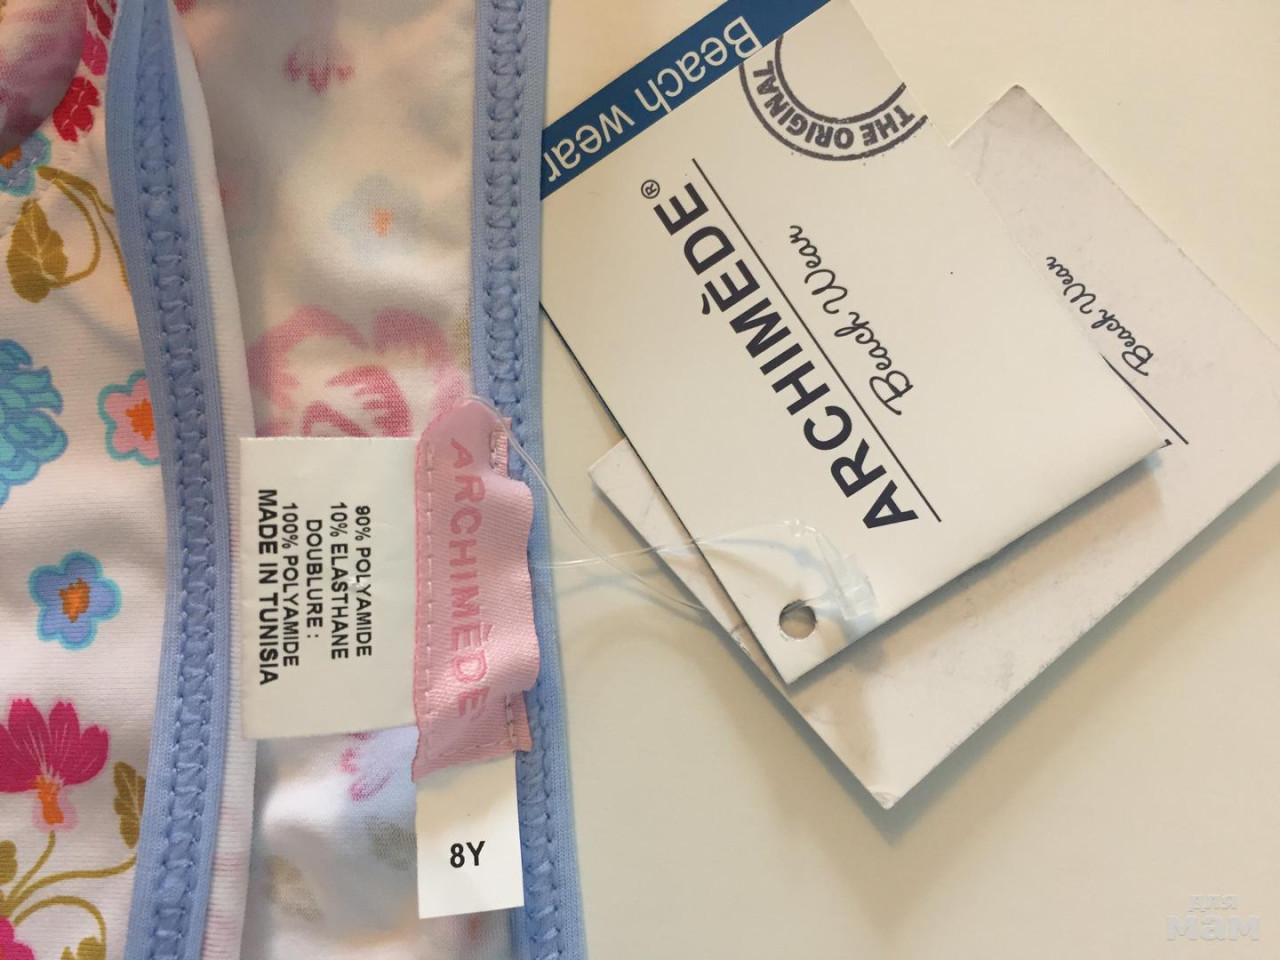 Beach wear
THE ORIGINAL
ARCHIMÈDE®
Beach Wear
Beach Wear
ARCHIMÈDE
90% POLYAMIDE
10% ELASTHANE
DOUBLURE :
100% POLYAMIDE
MADE IN TUNISIA
8Y
для
мам